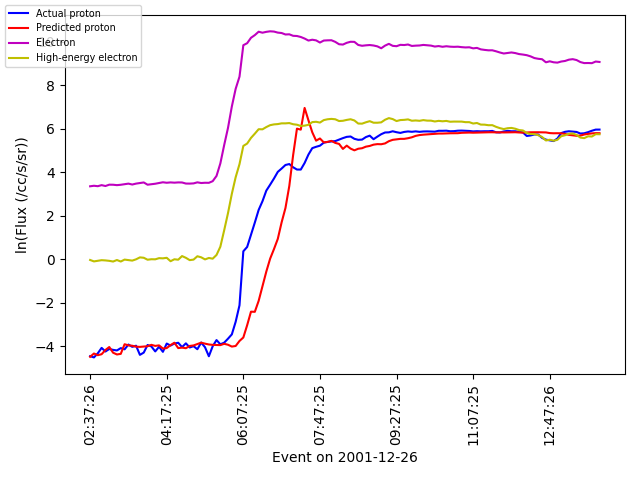 Actual proton
Predicted proton
Electron
High-energy electron
8
6
4
2
0
−2
−4
ln(Flux (/cc/s/sr))
02:37:26
04:17:25
06:07:25
07:47:25
09:27:25
11:07:25
12:47:26
Event on 2001-12-26